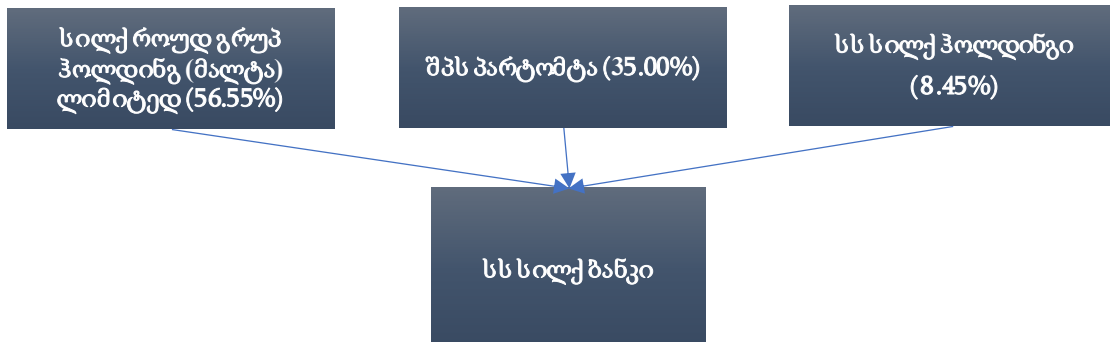 სილქ როუდ გრუპ
ჰოლდინგ (მალტა)
ლიმიტედ (56.55%)
შპს პარტომტა (35.00%)
სს სილქ ჰოლდინგი
(8.45%)
სს სილქ ბანკი